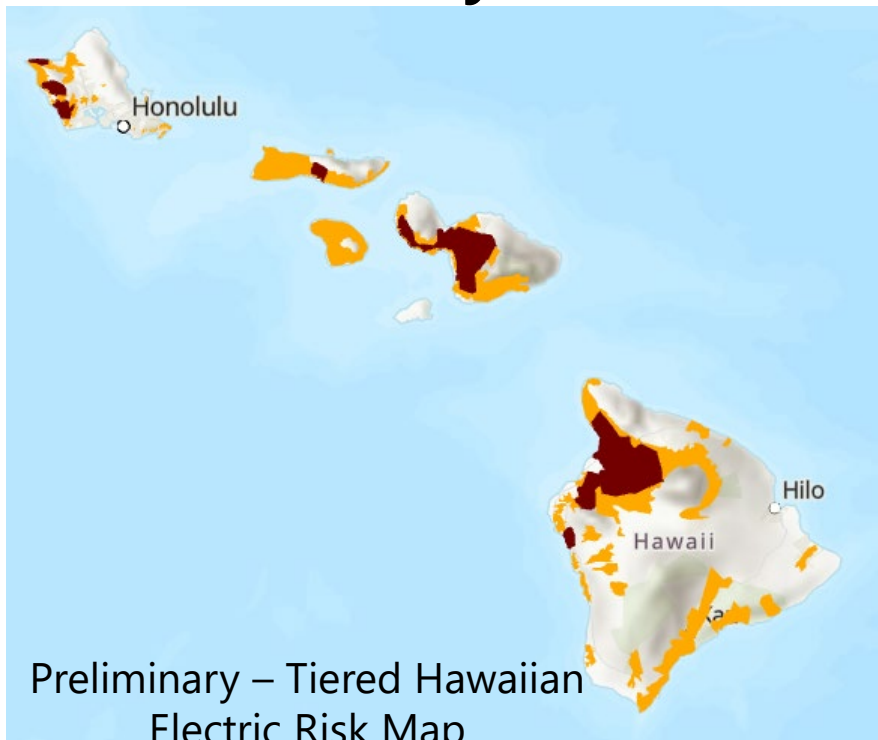 Honolulu
Hilo
Hawaii
Preliminary – Tiered Hawaiian
Electric Risk Map